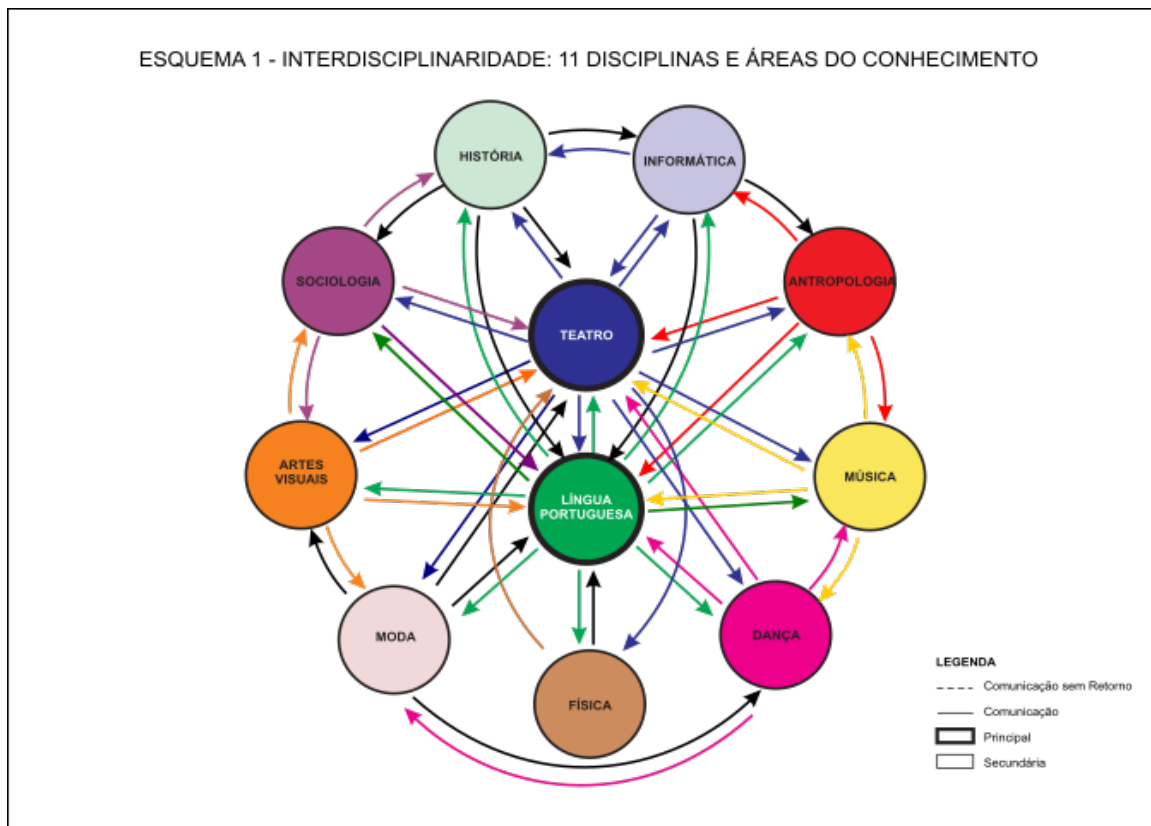 ESQUEMA 1 - INTERDISCIPLINARIDADE: 11 DISCIPLINAS E ÁREAS DO CONHECIMENTO
HISTÓRIA
INFORMÁTICA
SOCIOLOGIA
ANTROPOLOGIA
TEATRO
ARTES
VISUAIS
MÚSICA
LÍNGUA
PORTUGUESA
MODA
DANÇA
FÍSICA
LEGENDA
Comunicação sem Retorno
Comunicação
Principal
Secundária